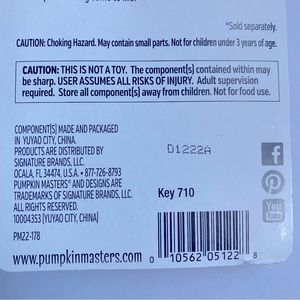 *Sold separately.
CAUTION: Choking Hazard. May contain small parts. Not for children under 3 years of age.
CAUTION: THIS IS NOT A TOY. The component(s) contained within may
be sharp. USER ASSUMES ALL RISKS OF INJURY. Adult supervision
required. Store all component(s) away from children. Not for food use.
COMPONENT(S) MADE AND PACKAGED
IN YUYAO CITY, CHINA.
PRODUCTS ARE DISTRIBUTED BY
SIGNATURE BRANDS, LLC.
OCALA, FL 34474, U.S.A. • 877-726-8793
PUMPKIN MASTERS® AND DESIGNS ARE
TRADEMARKS OF SIGNATURE BRANDS, LLC.
ALL RIGHTS RESERVED.
10004353 (YUYAO CITY, CHINA)
PM22-178
www.pumpkinmasters.com®
D1222A
Key 710
0 10562 05122 8
f
P
You
Tube